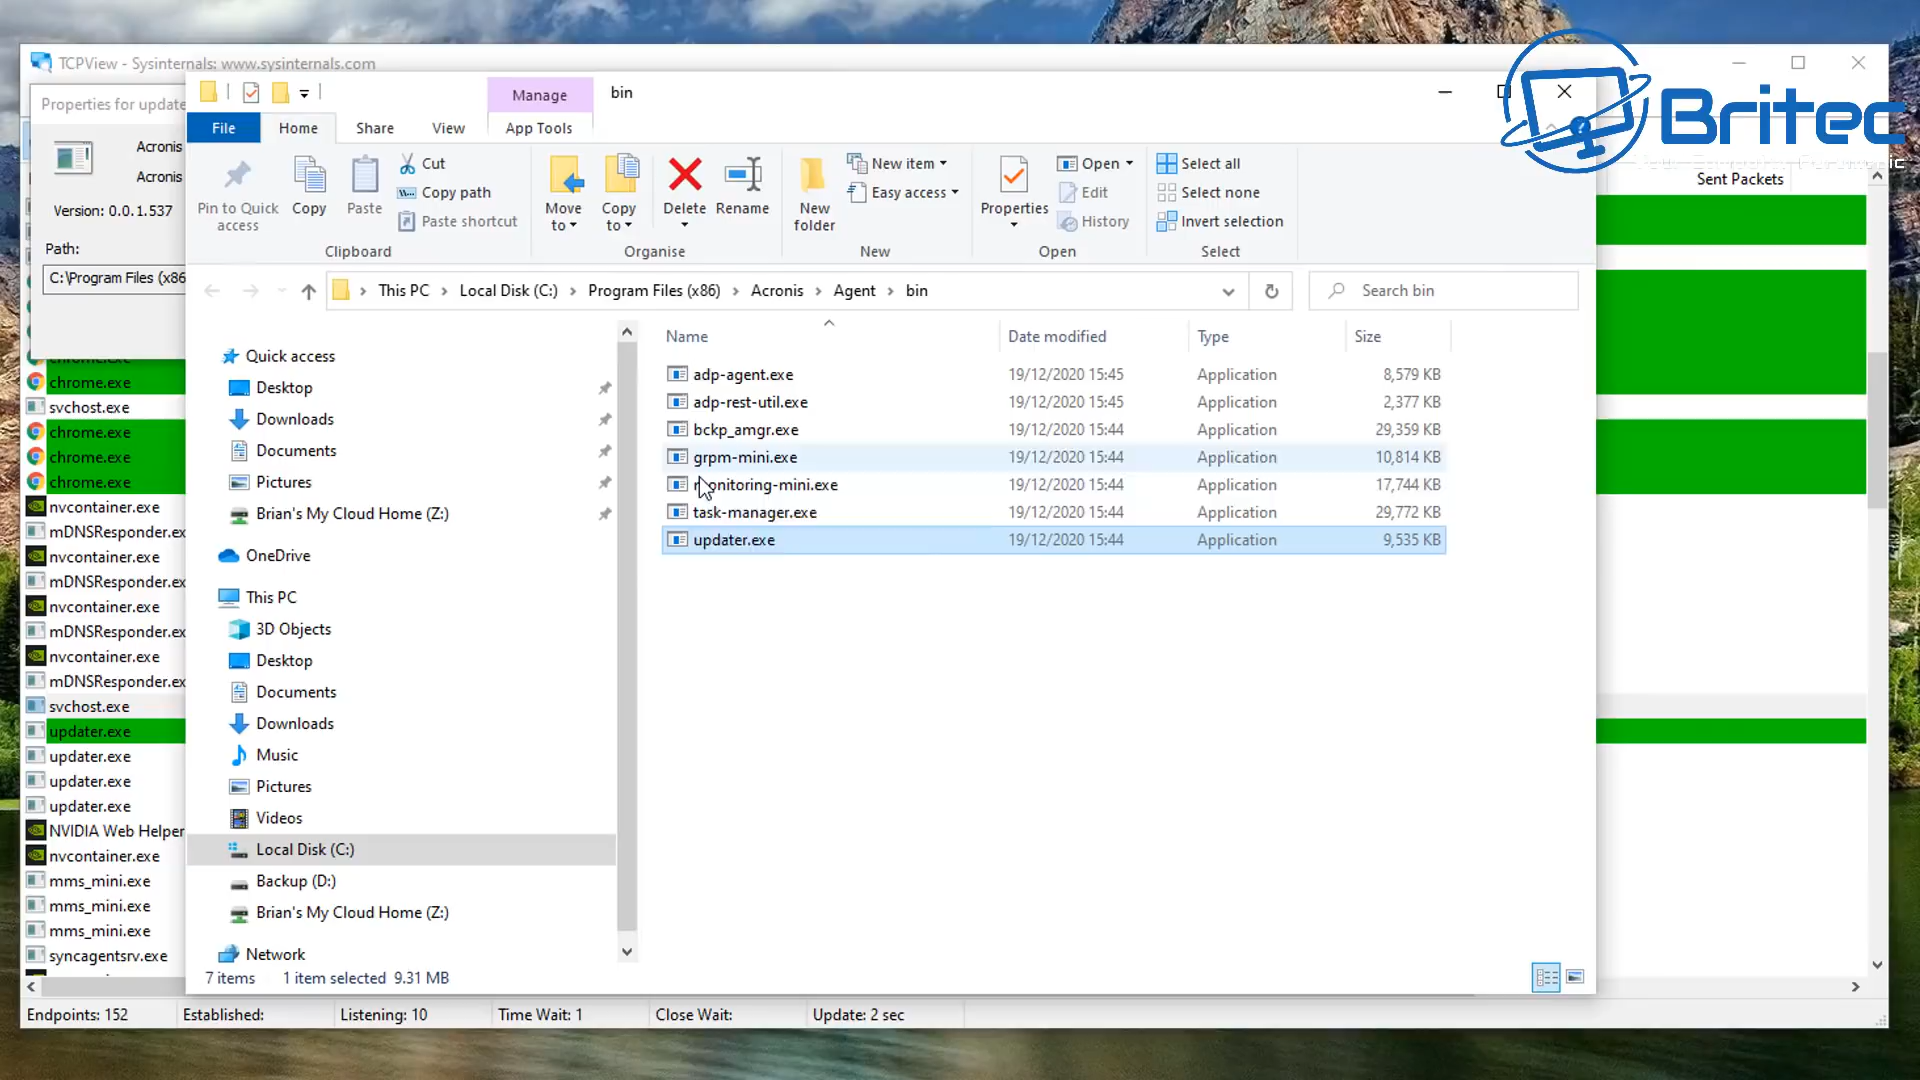 TCPView - Sysinternals: www.sysinternals.com
Britec
Properties for update
Acronis
Acronis
Version: 0.0.1.537
Path:
C:\Program Files (x86
Manage
bin
File
Home
Share
View
App Tools
Pin to Quick access
Copy
Paste
Cut
Copy path
Paste shortcut
Clipboard
Move to
Copy to
Delete
Rename
Organise
New folder
New item
Easy access
New
Properties
Open
Edit
History
Open
Select all
Select none
Invert selection
Select
Sent Packets
This PC > Local Disk (C:) > Program Files (x86) > Acronis > Agent > bin
Search bin
Name Date modified Type Size
adp-agent.exe 19/12/2020 15:45 Application 8,579 KB
adp-rest-util.exe 19/12/2020 15:45 Application 2,377 KB
bckp_amgr.exe 19/12/2020 15:44 Application 29,359 KB
grpm-mini.exe 19/12/2020 15:44 Application 10,814 KB
monitoring-mini.exe 19/12/2020 15:44 Application 17,744 KB
task-manager.exe 19/12/2020 15:44 Application 29,772 KB
updater.exe 19/12/2020 15:44 Application 9,535 KB
Quick access
Desktop
Downloads
Documents
Pictures
Brian's My Cloud Home (Z:)
OneDrive
This PC
3D Objects
Desktop
Documents
Downloads
Music
Pictures
Videos
Local Disk (C:)
Backup (D:)
Brian's My Cloud Home (Z:)
Network
7 items 1 item selected 9.31 MB
chrome.exe
chrome.exe
svchost.exe
chrome.exe
chrome.exe
chrome.exe
nvcontainer.exe
mDNSResponder.ex
nvcontainer.exe
mDNSResponder.ex
nvcontainer.exe
mDNSResponder.ex
nvcontainer.exe
mDNSResponder.ex
svchost.exe
updater.exe
updater.exe
updater.exe
updater.exe
NVIDIA Web Helper
nvcontainer.exe
mms_mini.exe
mms_mini.exe
mms_mini.exe
syncagentsrv.exe
Endpoints: 152 Established: Listening: 10 Time Wait: 1 Close Wait: Update: 2 sec